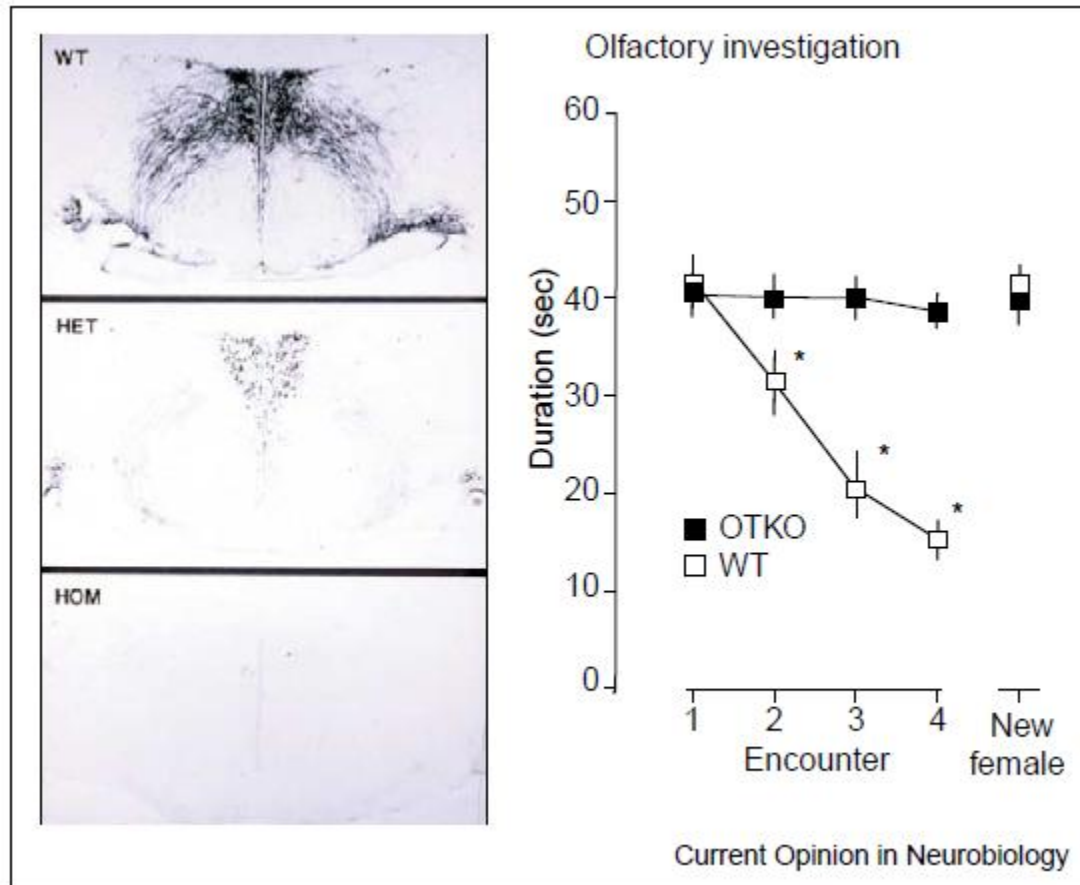 WT
HET
HOM
Olfactory investigation
Duration (sec)
60
50
40
30
20
10
0
*
*
*
OTKO
WT
1 2 3 4 New
Encounter female
Current Opinion in Neurobiology